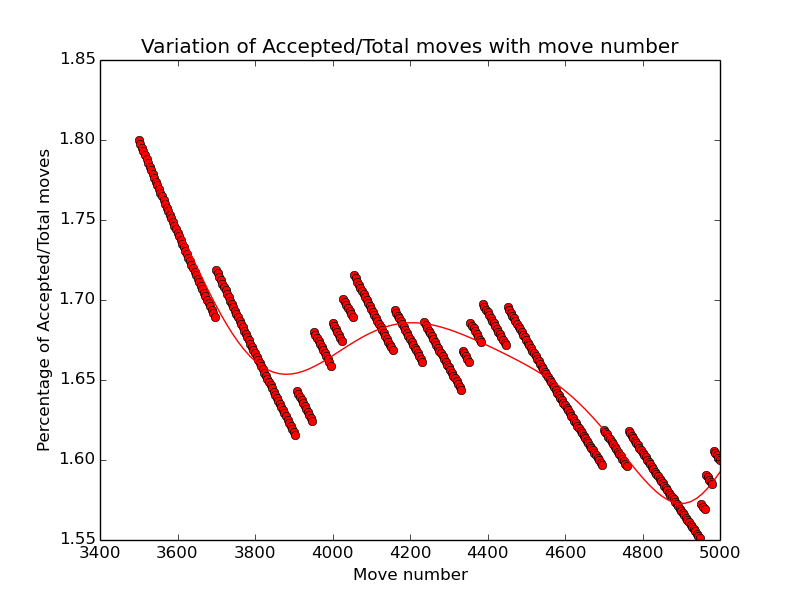 Variation of Accepted/Total moves with move number
1.85
1.80
1.75
1.70
1.65
1.60
1.55
Percentage of Accepted/Total moves
3400 3600 3800 4000 4200 4400 4600 4800 5000
Move number